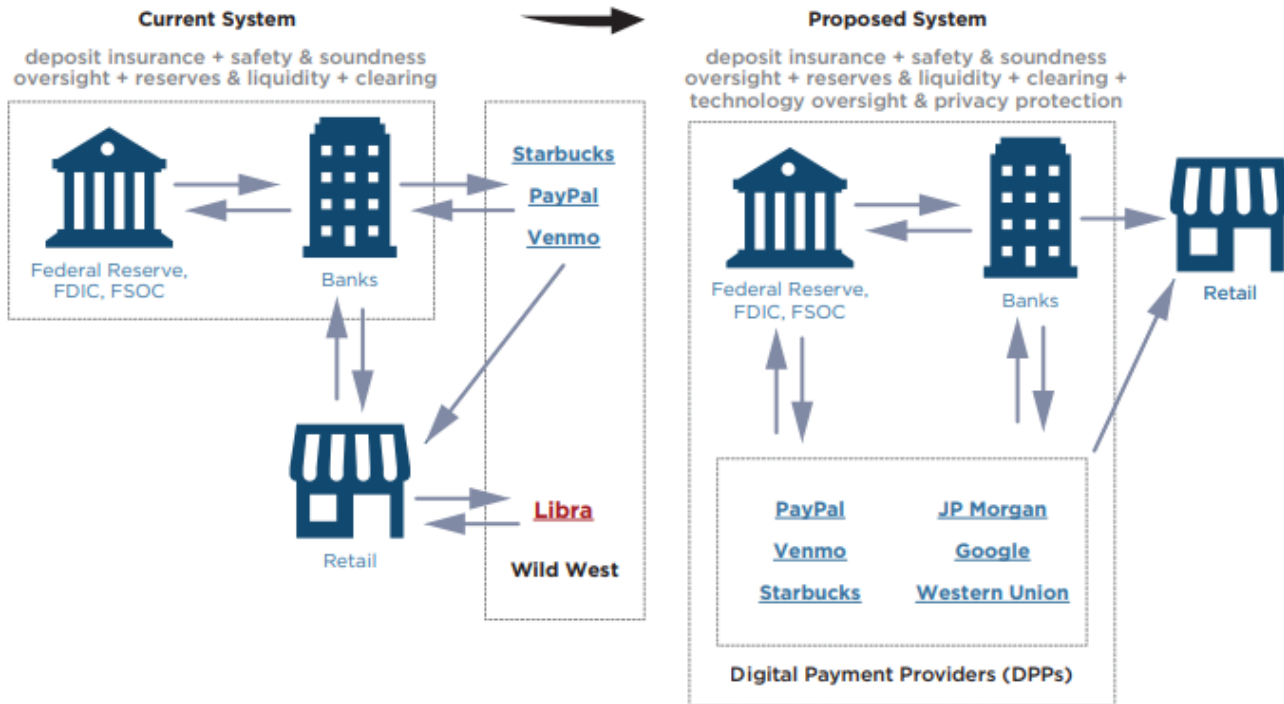 Current System
deposit insurance + safety & soundness
oversight + reserves & liquidity + clearing
Federal Reserve,
FDIC, FSOC
Banks
Starbucks
PayPal
Venmo
Retail
Libra
Wild West
Proposed System
deposit insurance + safety & soundness
oversight + reserves & liquidity + clearing +
technology oversight & privacy protection
Federal Reserve,
FDIC, FSOC
Banks
Retail
PayPal
JP Morgan
Venmo
Google
Starbucks
Western Union
Digital Payment Providers (DPPs)